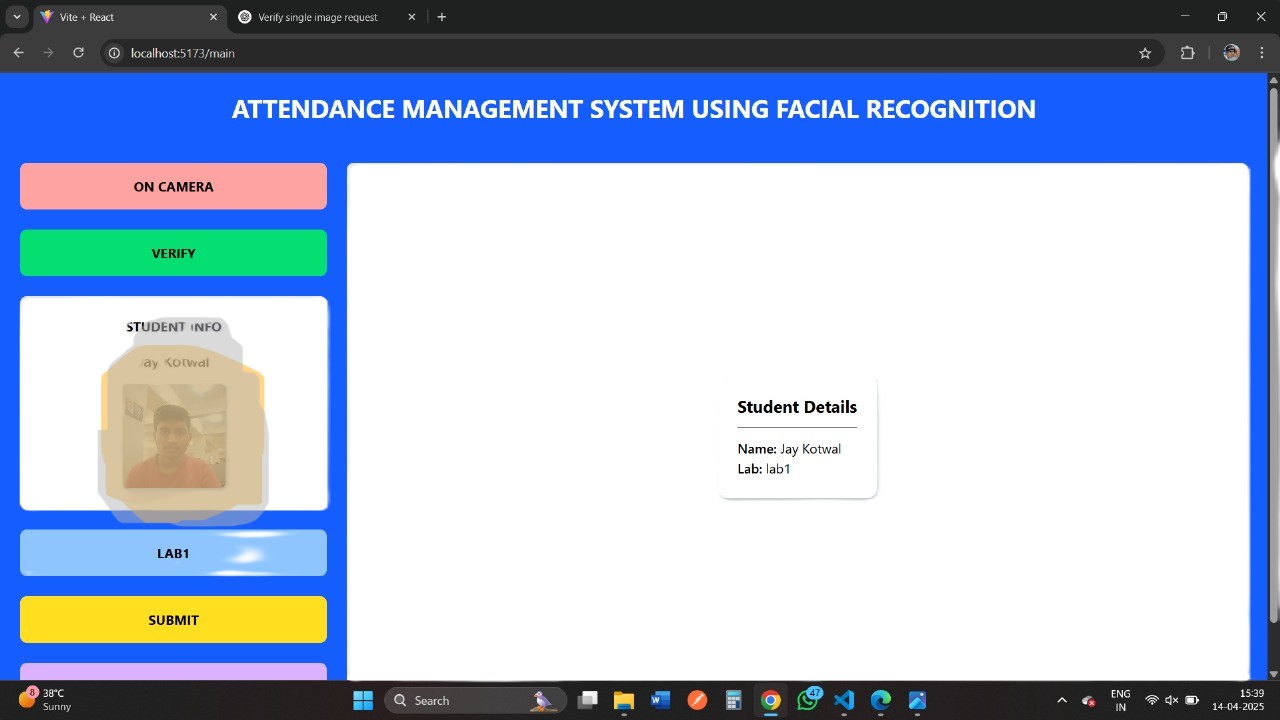 Vite + React
Verify single image request
localhost:5173/main
ATTENDANCE MANAGEMENT SYSTEM USING FACIAL RECOGNITION
ON CAMERA
VERIFY
STUDENT INFO
Jay Kotwal
LAB1
SUBMIT
Student Details
Name: Jay Kotwal
Lab: lab1
8
38°C
Sunny
Search
47
ENG
IN
15:39
14-04-2025